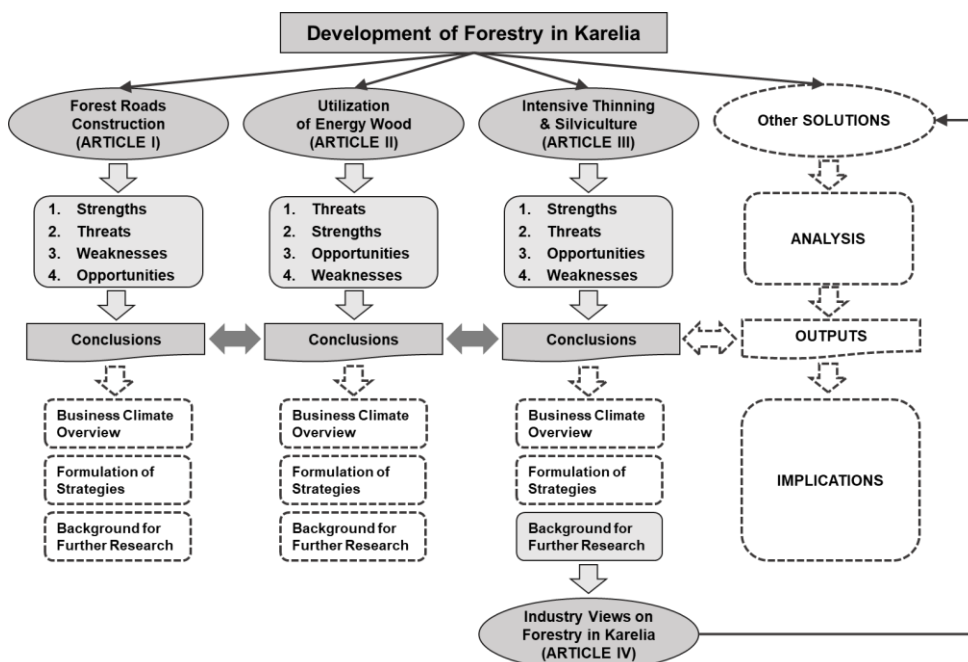 Development of Forestry in Karelia
Forest Roads
Construction
(ARTICLE I)
Utilization
of Energy Wood
(ARTICLE II)
Intensive Thinning
& Silviculture
(ARTICLE III)
Other SOLUTIONS
1. Strengths
2. Threats
3. Weaknesses
4. Opportunities
1. Threats
2. Strengths
3. Opportunities
4. Weaknesses
1. Strengths
2. Threats
3. Opportunities
4. Weaknesses
ANALYSIS
Conclusions
Conclusions
Conclusions
OUTPUTS
Business Climate
Overview
Formulation of
Strategies
Background for
Further Research
Business Climate
Overview
Formulation of
Strategies
Background for
Further Research
Business Climate
Overview
Formulation of
Strategies
Background for
Further Research
IMPLICATIONS
Industry Views on
Forestry in Karelia
(ARTICLE IV)